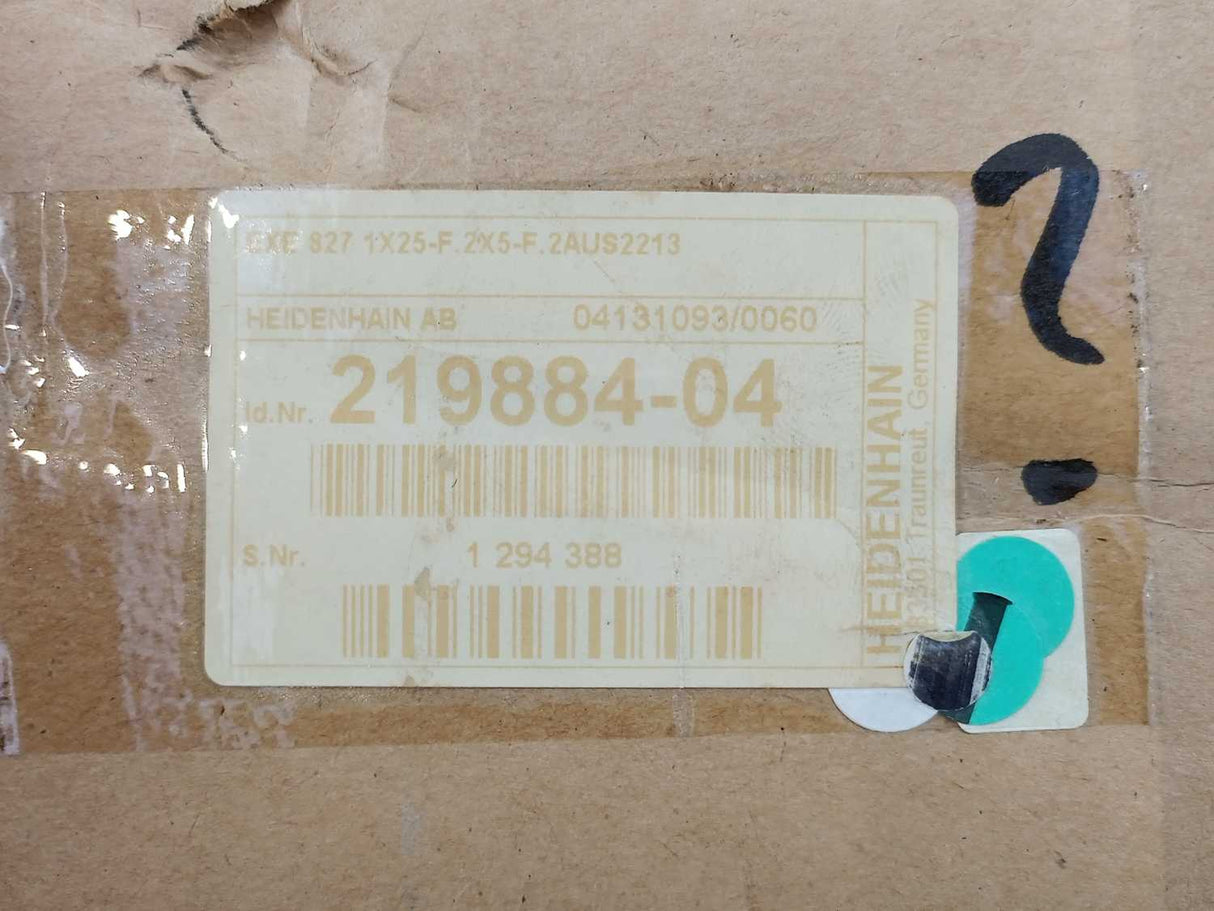 EXE 827 1X25-F.2X5-F.2AUS2213
HEIDENHAIN AB 04131093/0060
Id.Nr. 219884-04
S.Nr. 1 294 388
HEIDENHAIN
83301 Traunreut, Germany
?